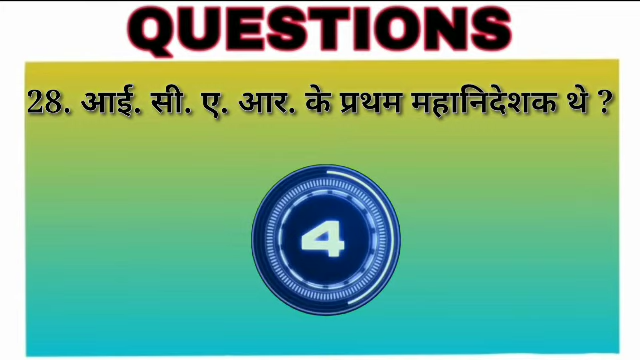 QUESTIONS
28. आई. सी. ए. आर. के प्रथम महानिदेशक थे ?
4